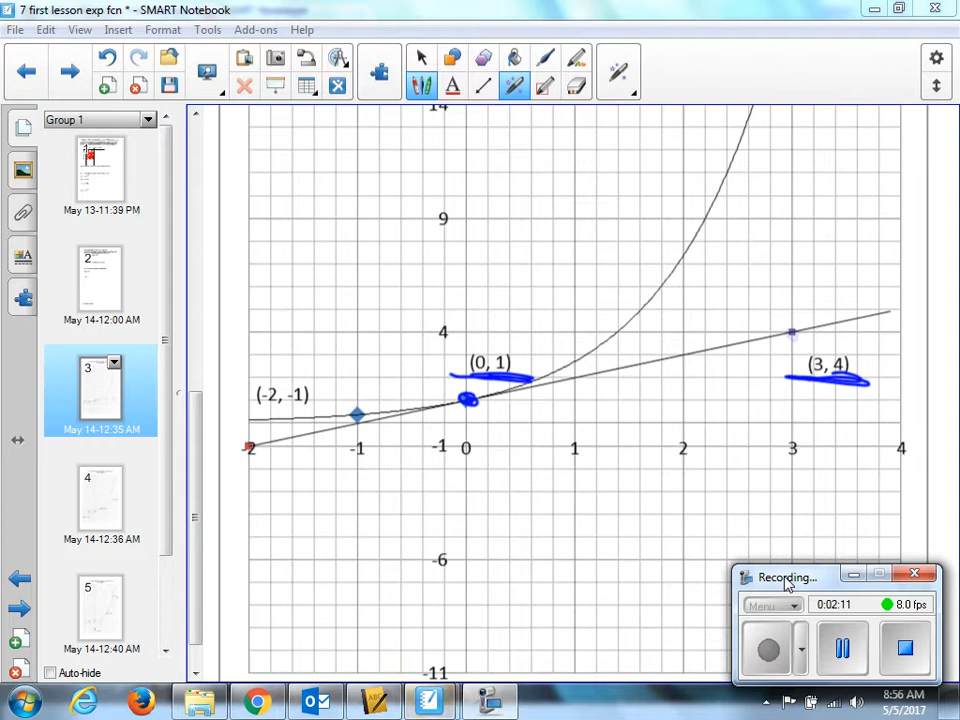 7 first lesson exp fcn * - SMART Notebook
File Edit View Insert Format Tools Add-ons Help
Group 1
1
May 13-11:39 PM
2
May 14-12:00 AM
3
May 14-12:35 AM
4
May 14-12:36 AM
5
May 14-12:40 AM
Auto-hide
14
9
4
(0, 1)
(3, 4)
(-2, -1)
-2 -1 -1 0 1 2 3 4
-6
-11
Recording...
Menu
0:02:11
8.0 fps
8:56 AM
5/5/2017